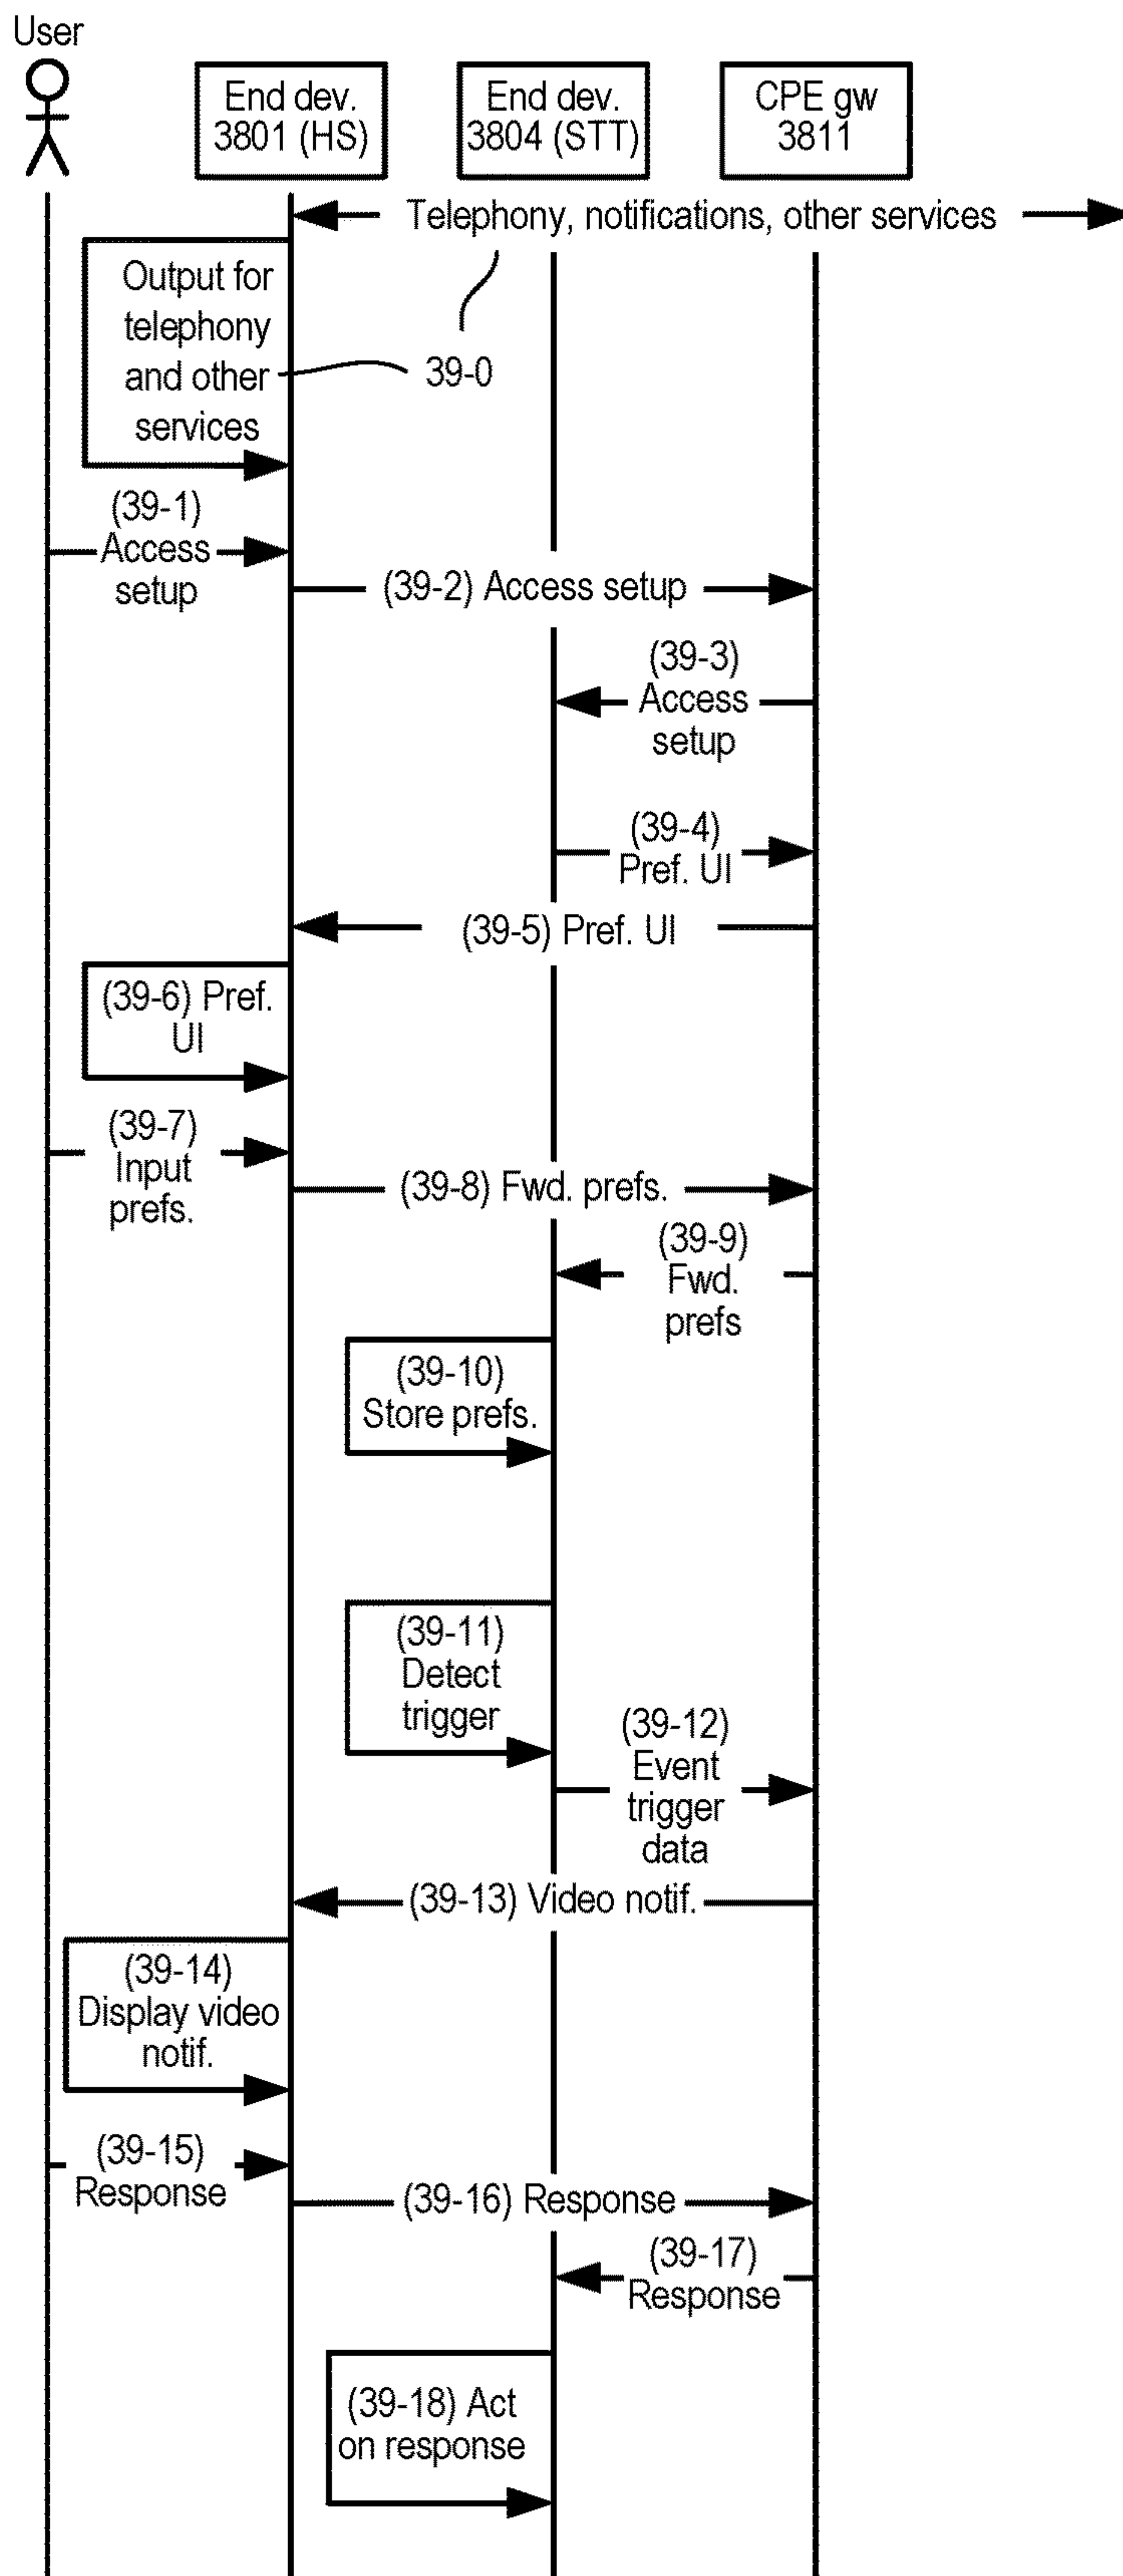 User
End dev.
3801 (HS)
End dev.
3804 (STT)
CPE gw
3811
Telephony, notifications, other services
Output for
telephony
and other
services
39-0
(39-1)
Access
setup
(39-2) Access setup
(39-3)
Access
setup
(39-4)
Pref. UI
(39-5) Pref. UI
(39-6) Pref.
UI
(39-7)
Input
prefs.
(39-8) Fwd. prefs.
(39-9)
Fwd.
prefs
(39-10)
Store prefs.
(39-11)
Detect
trigger
(39-12)
Event
trigger
data
(39-13) Video notif.
(39-14)
Display video
notif.
(39-15)
Response
(39-16) Response
(39-17)
Response
(39-18) Act
on response